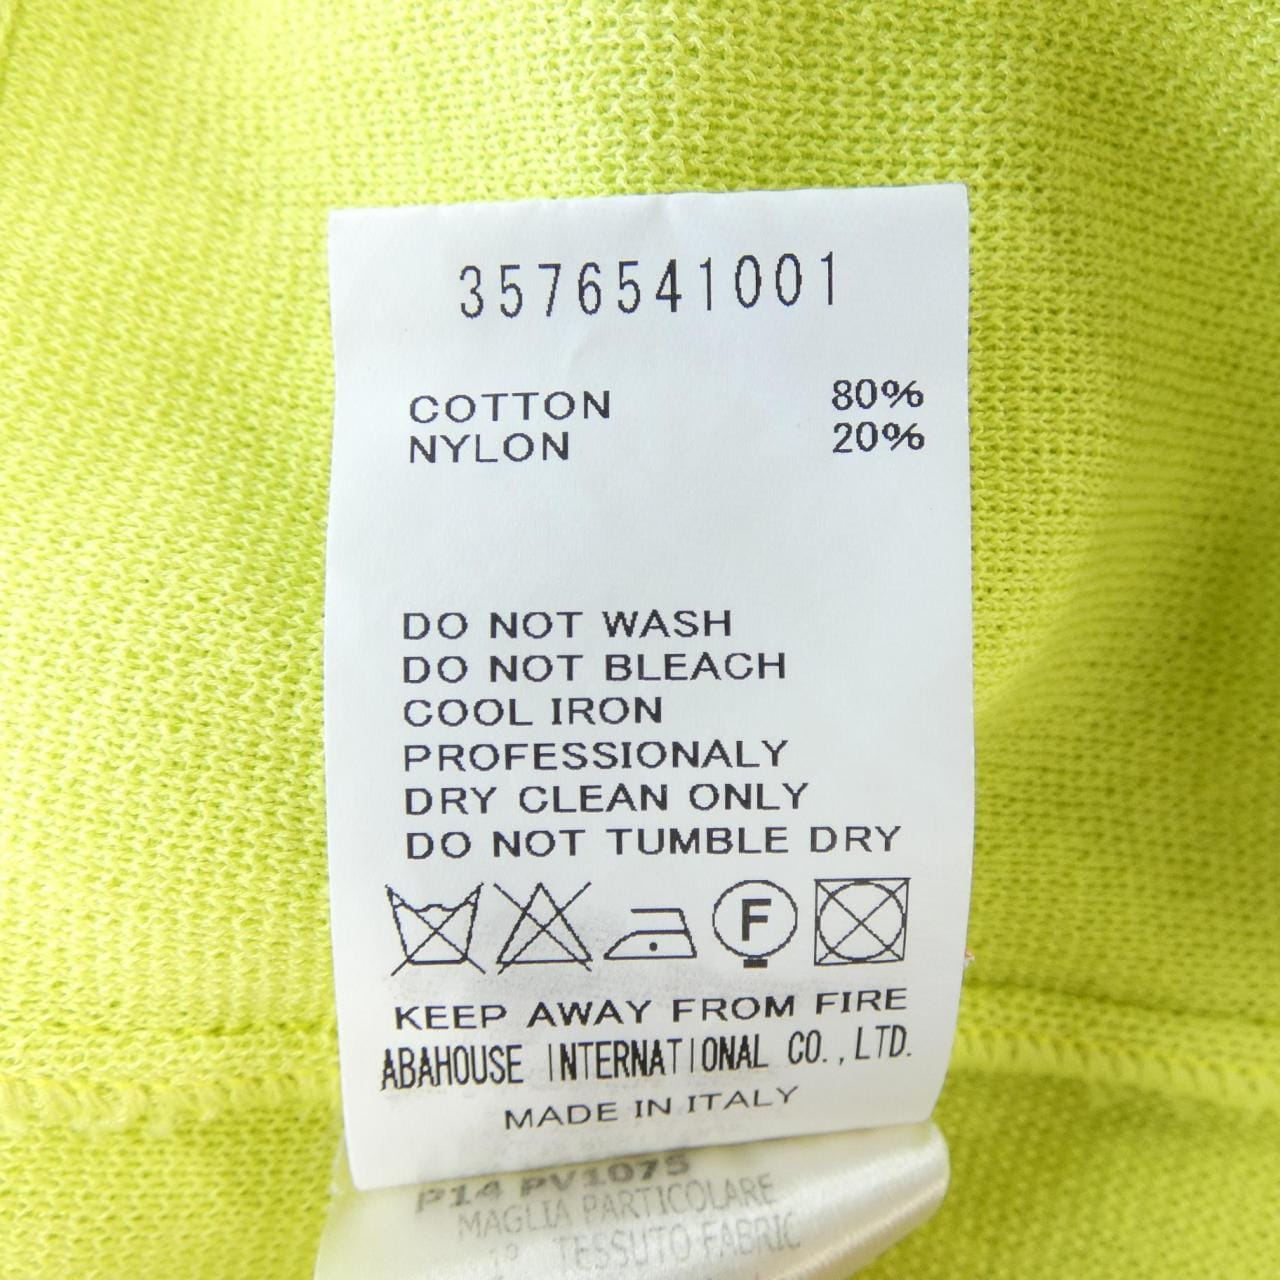 3576541001
COTTON 80%
NYLON 20%
DO NOT WASH
DO NOT BLEACH
COOL IRON
PROFESSIONALY
DRY CLEAN ONLY
DO NOT TUMBLE DRY
F
KEEP AWAY FROM FIRE
ABAHOUSE INTERNATIONAL CO.,LTD.
MADE IN ITALY
P14 PV1075
MAGLIA PARTICOLARE
1° TESSUTO FABRIC